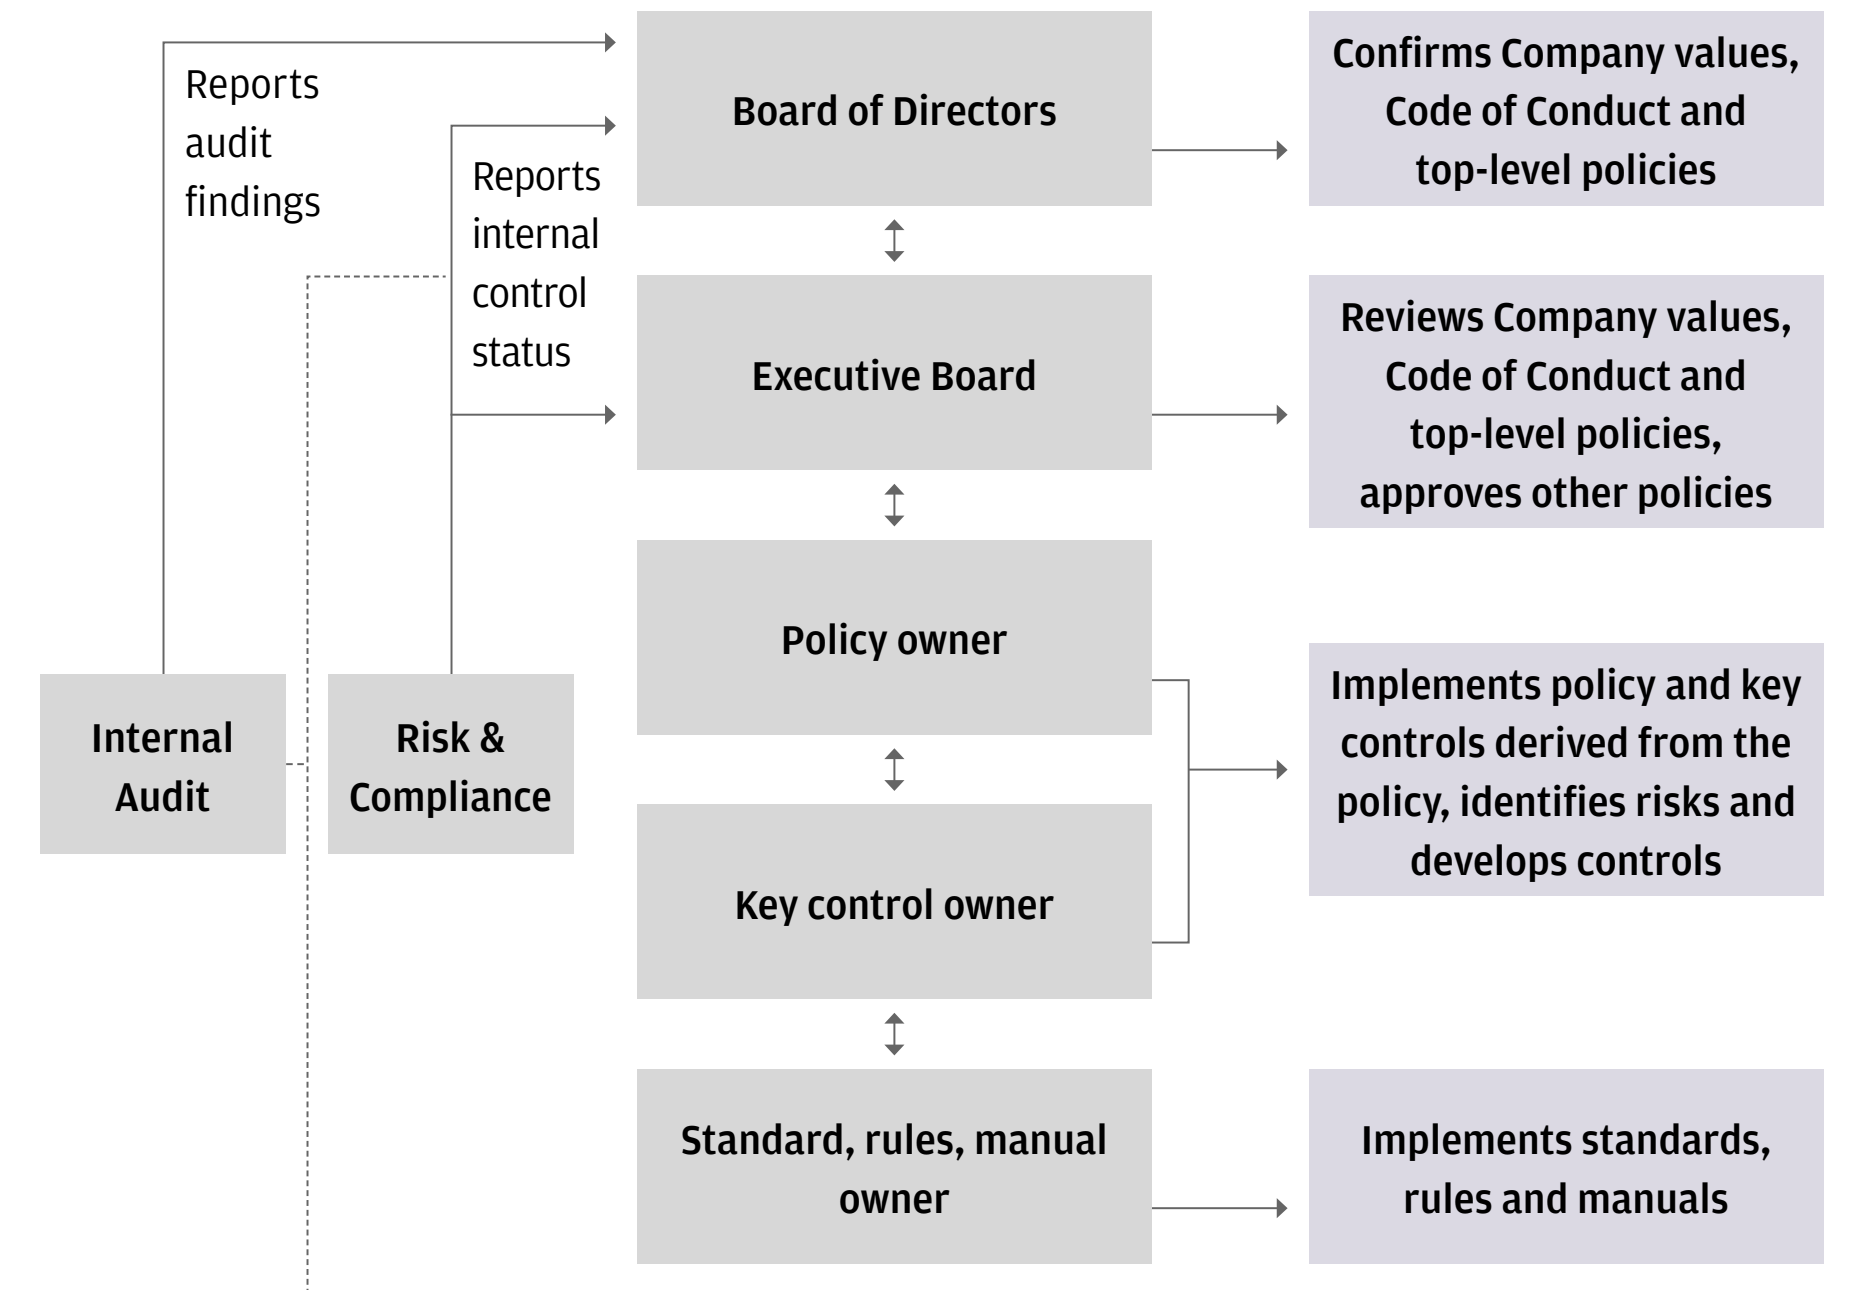 Reports
audit
findings
Reports
internal
control
status
Board of Directors
Confirms Company values,
Code of Conduct and
top-level policies
Executive Board
Reviews Company values,
Code of Conduct and
top-level policies,
approves other policies
Policy owner
Internal
Audit
Risk &
Compliance
Implements policy and key
controls derived from the
policy, identifies risks and
develops controls
Key control owner
Standard, rules, manual
owner
Implements standards,
rules and manuals